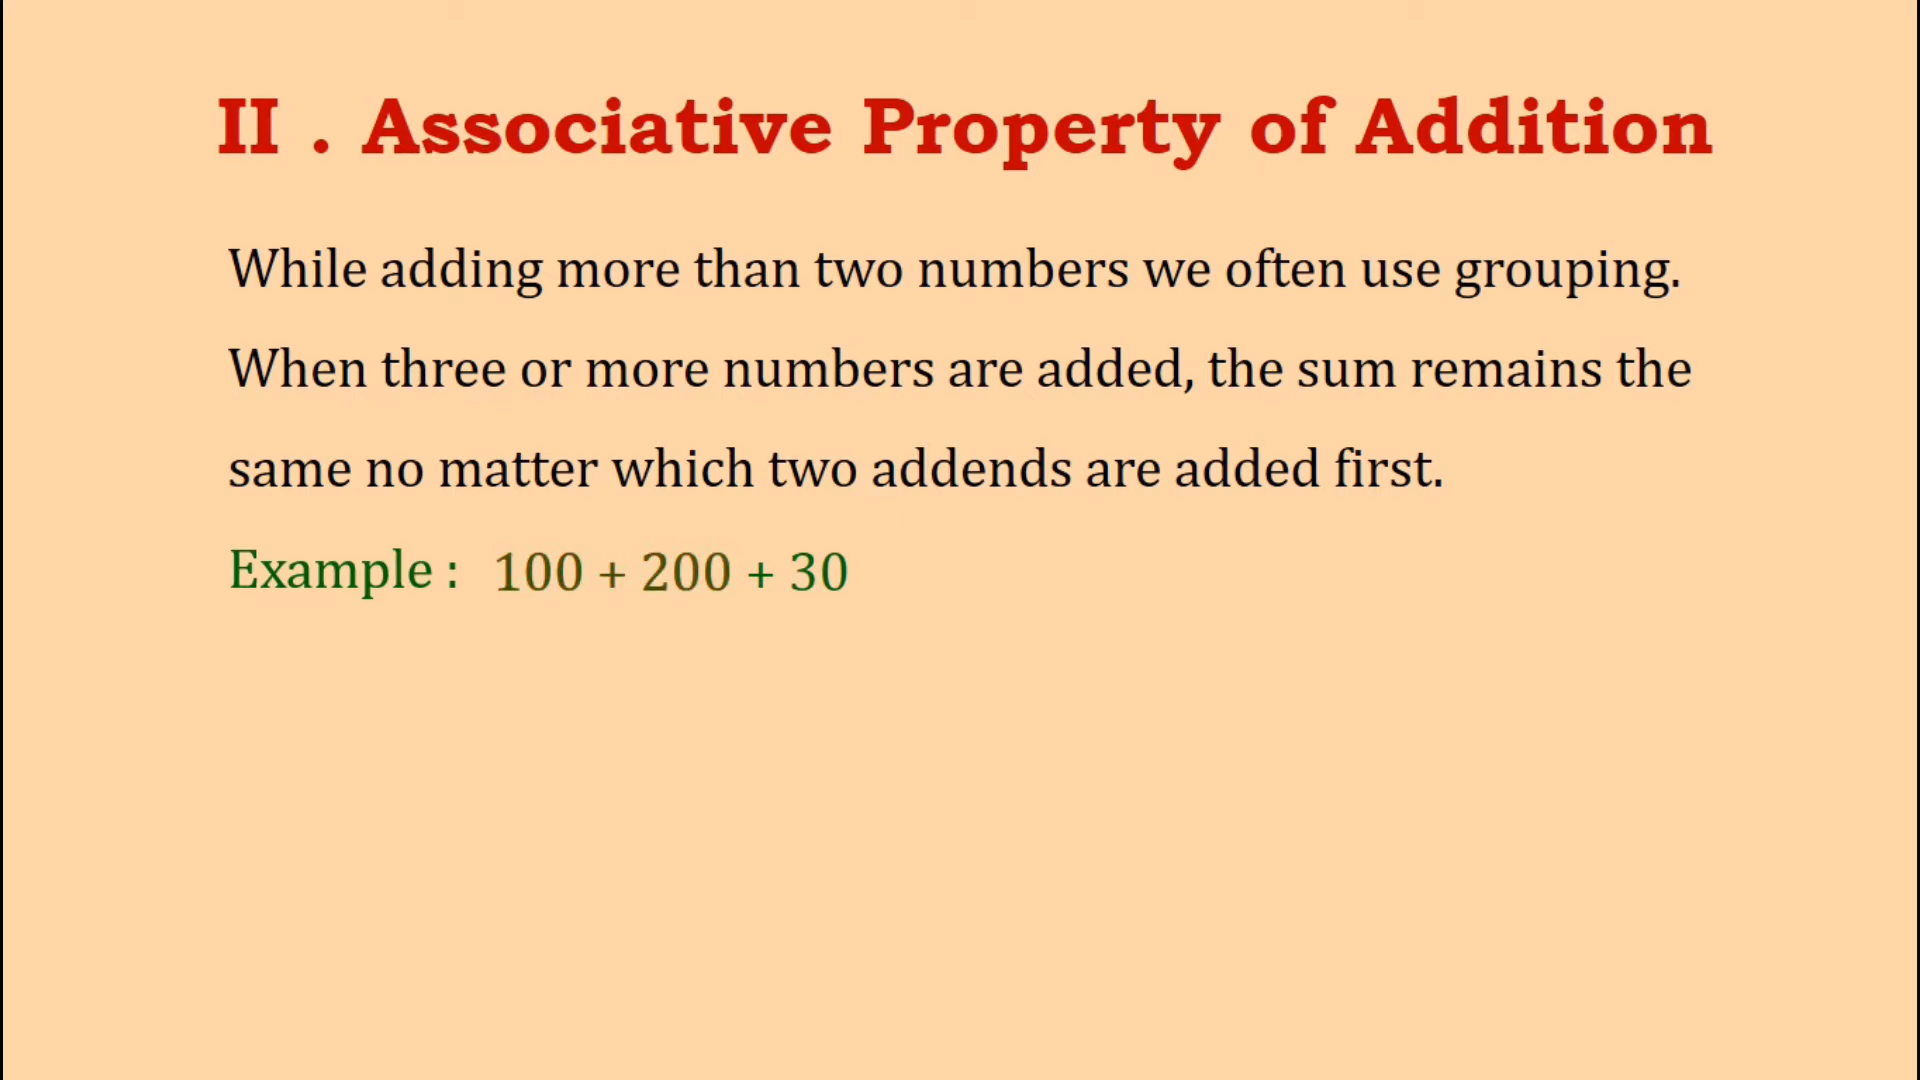 II . Associative Property of Addition
While adding more than two numbers we often use grouping.
When three or more numbers are added, the sum remains the
same no matter which two addends are added first.
Example : 100 + 200 + 30